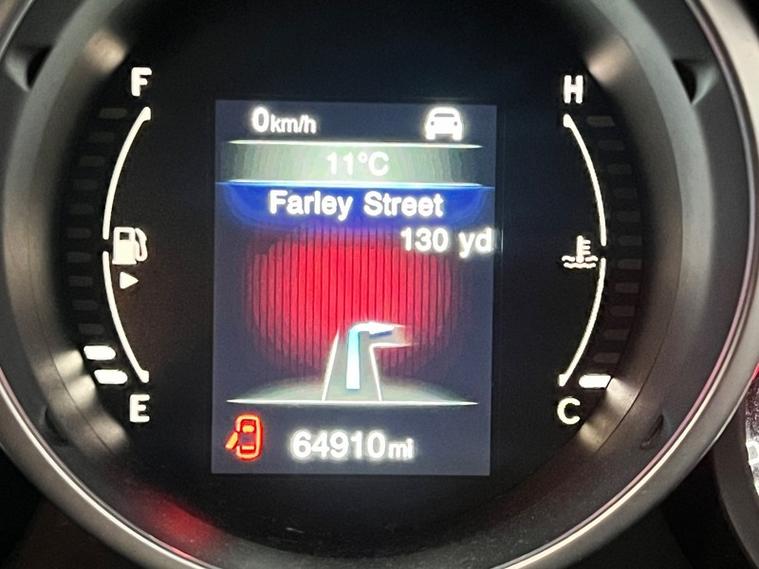 F
H
0km/h
11°C
Farley Street
130 yd
E
C
64910mi